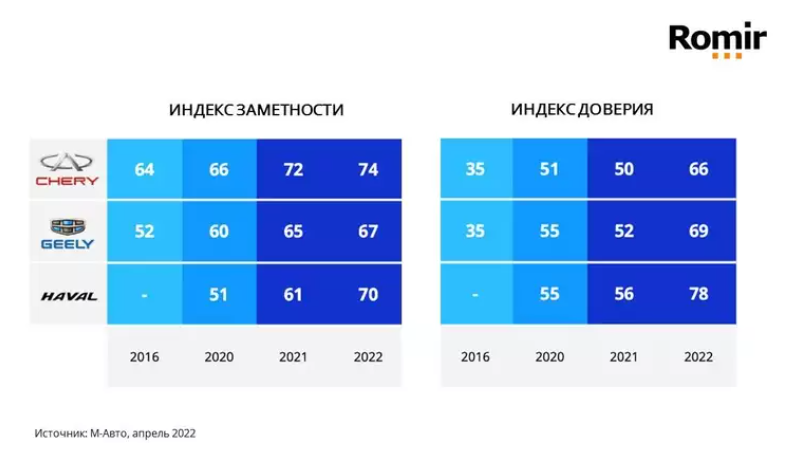 Romir
ИНДЕКС ЗАМЕТНОСТИ
ИНДЕКС ДОВЕРИЯ
CHERY 64 66 72 74 35 51 50 66
GEELY 52 60 65 67 35 55 52 69
HAVAL - 51 61 70 - 55 56 78
2016 2020 2021 2022 2016 2020 2021 2022
Источник: М-Авто, апрель 2022